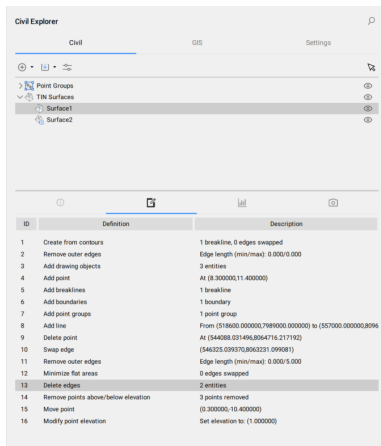 Civil Explorer
Civil GIS Settings
Point Groups
TIN Surfaces
Surface1
Surface2
ID Definition Description
1 Create from contours 1 breakline, 0 edges swapped
2 Remove outer edges Edge length (min/max): 0.000/0.000
3 Add drawing objects 3 entities
4 Add point At (8.300000,11.400000)
5 Add breaklines 1 breakline
6 Add boundaries 1 boundary
7 Add point groups 1 point group
8 Add line From (518600.000000,7989000.000000) to (557000.000000,8096
9 Delete point At (544088.031496,8064716.217192)
10 Swap edge (546325.039370,8063231.099081)
11 Remove outer edges Edge length (min/max): 0.000/5.000
12 Minimize flat areas 0 edges swapped
13 Delete edges 2 entities
14 Remove points above/below elevation 3 points removed
15 Move point (0.300000,-10.400000)
16 Modify point elevation Set elevation to: (1.000000)